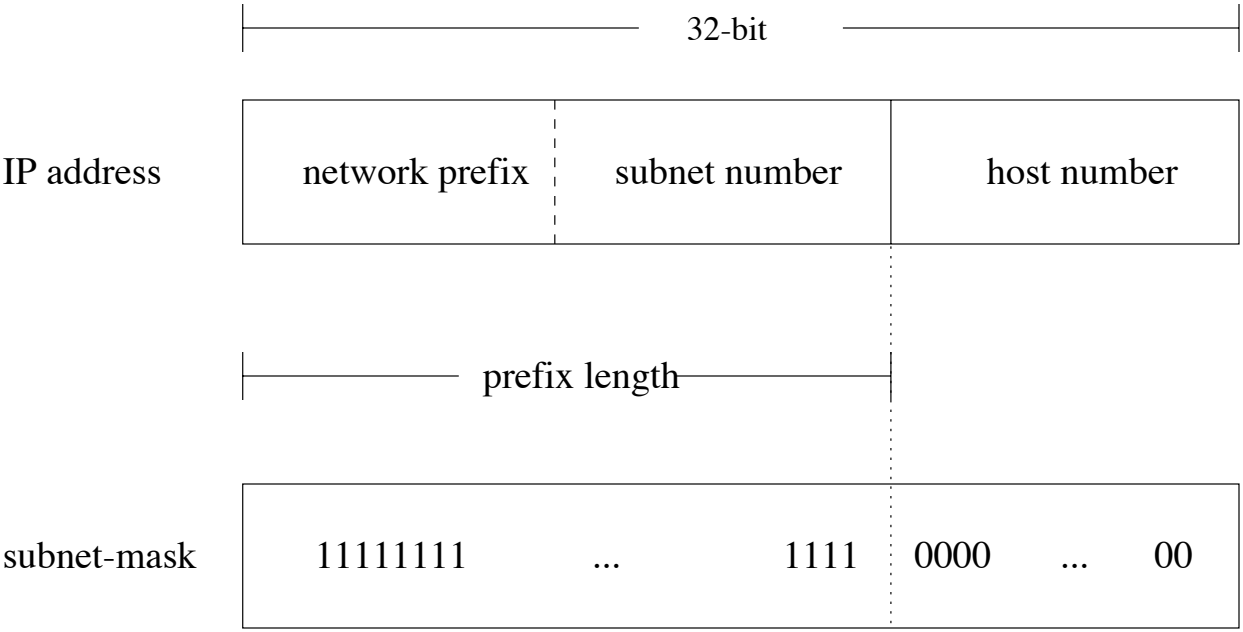 32-bit
IP address network prefix subnet number host number
prefix length
subnet-mask 11111111 ... 1111 0000 ... 00